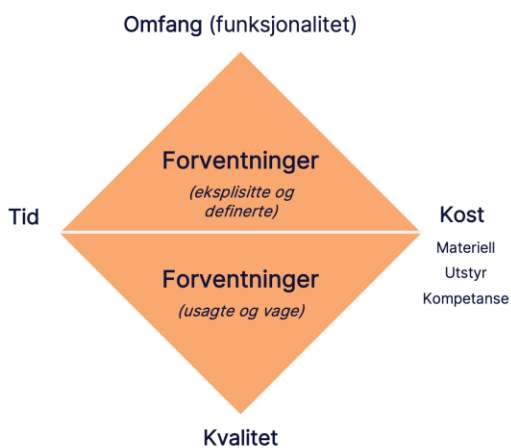 Omfang (funksjonalitet)
Forventninger
(eksplisitte og
definerte)
Tid
Kost
Materiell
Utstyr
Kompetanse
Forventninger
(usagte og vage)
Kvalitet